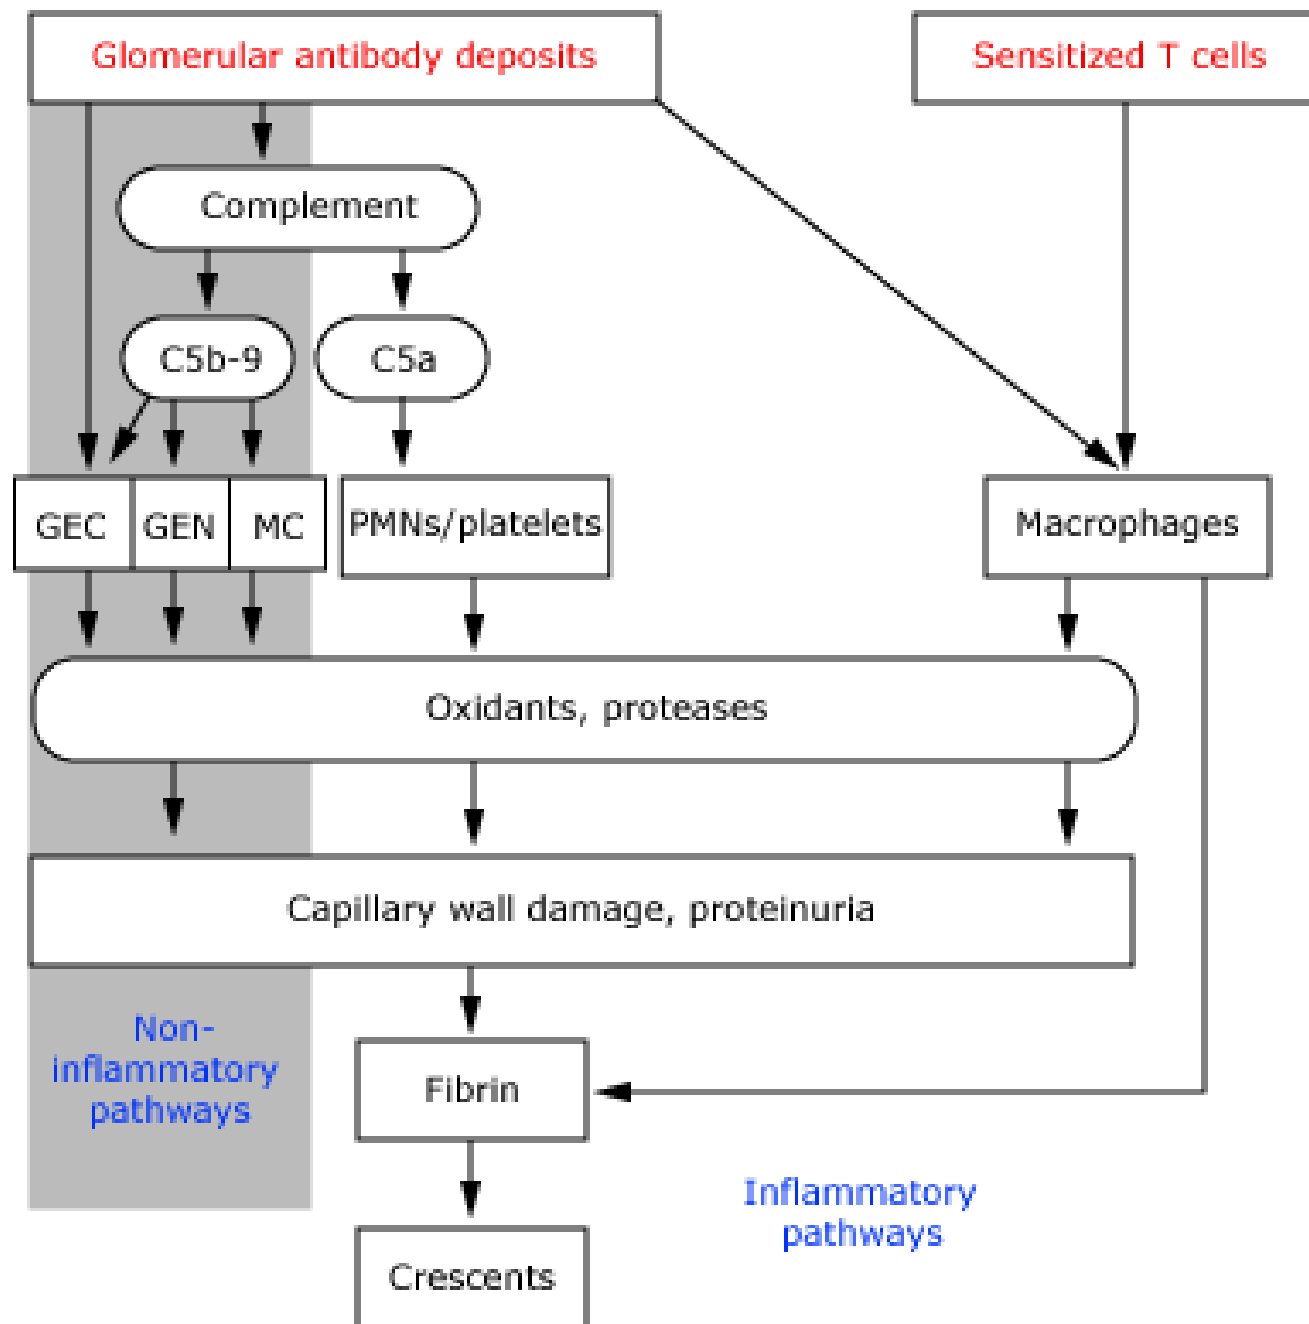 Glomerular antibody deposits
Sensitized T cells
Complement
C5b-9
C5a
GEC
GEN
MC
PMNs/platelets
Macrophages
Oxidants, proteases
Capillary wall damage, proteinuria
Non-
inflammatory
pathways
Fibrin
Inflammatory
pathways
Crescents